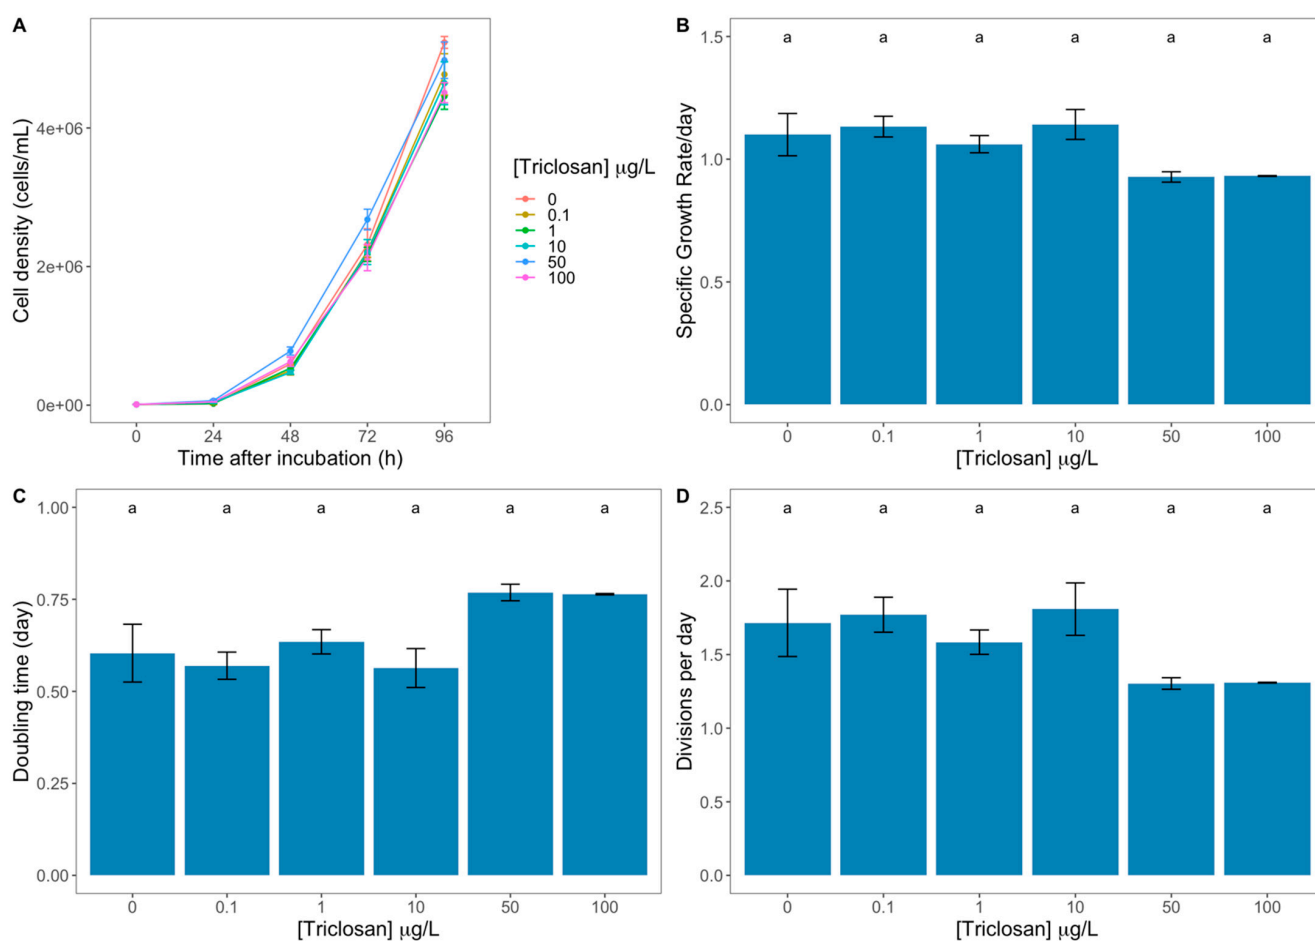 A
Cell density (cells/mL)
4e+06
2e+06
0e+00
0 24 48 72 96
Time after incubation (h)
[Triclosan] μg/L
0
0.1
1
10
50
100
B
Specific Growth Rate/day
1.5
1.0
0.5
0.0
a a a a a a
0 0.1 1 10 50 100
[Triclosan] μg/L
C
Doubling time (day)
1.00
0.75
0.50
0.25
0.00
a a a a a a
0 0.1 1 10 50 100
[Triclosan] μg/L
D
Divisions per day
2.5
2.0
1.5
1.0
0.5
0.0
a a a a a a
0 0.1 1 10 50 100
[Triclosan] μg/L